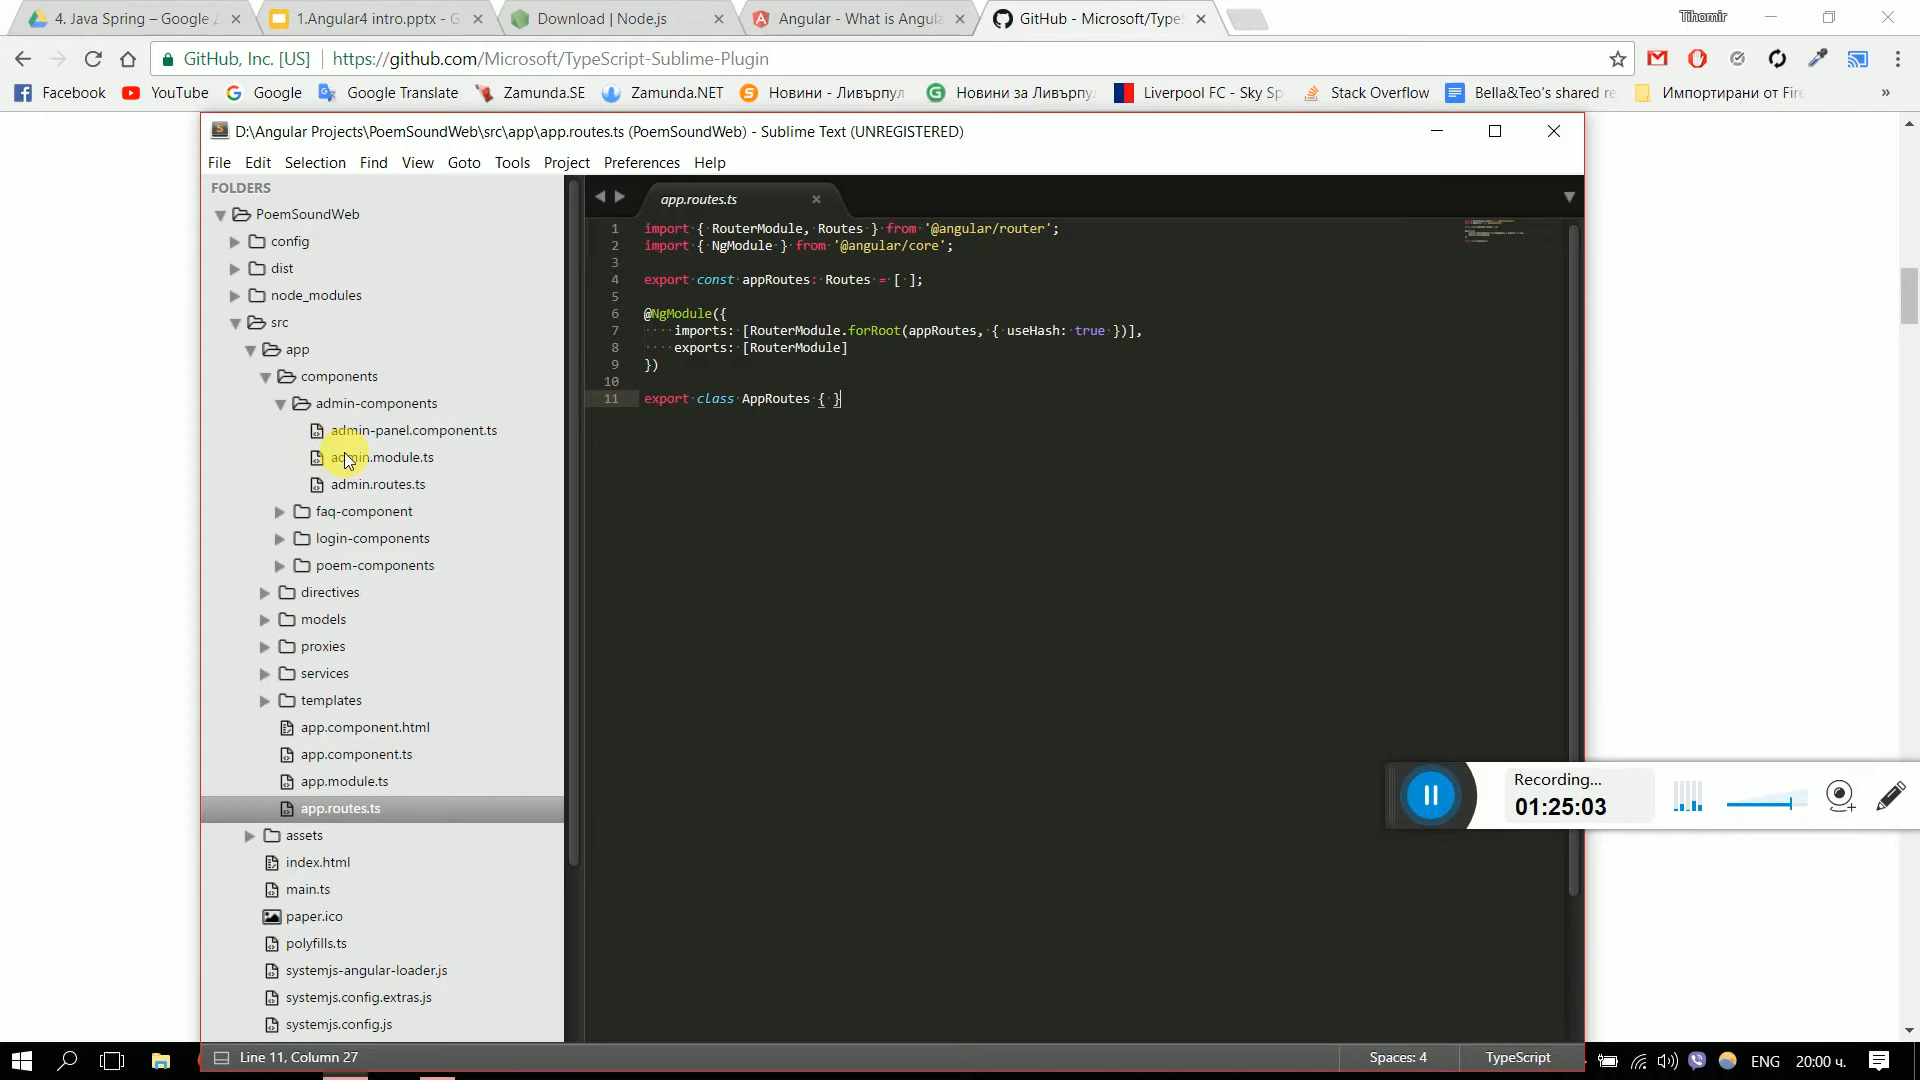 4. Java Spring – Google
1.Angular4 intro.pptx - G
Download | Node.js
Angular - What is Angula
GitHub - Microsoft/TypeS
Tihomir
GitHub, Inc. [US]
https://github.com/Microsoft/TypeScript-Sublime-Plugin
Facebook
YouTube
Google
Google Translate
Zamunda.SE
Zamunda.NET
Новини - Ливърпул
Новини за Ливърпу
Liverpool FC - Sky Sp
Stack Overflow
Bella&Teo's shared re
Импортирани от Fire
D:\Angular Projects\PoemSoundWeb\src\app\app.routes.ts (PoemSoundWeb) - Sublime Text (UNREGISTERED)
File Edit Selection Find View Goto Tools Project Preferences Help
FOLDERS
PoemSoundWeb
config
dist
node_modules
src
app
components
admin-components
admin-panel.component.ts
admin.module.ts
admin.routes.ts
faq-component
login-components
poem-components
directives
models
proxies
services
templates
app.component.html
app.component.ts
app.module.ts
app.routes.ts
assets
index.html
main.ts
paper.ico
polyfills.ts
systemjs-angular-loader.js
systemjs.config.extras.js
systemjs.config.js
app.routes.ts
1 import { RouterModule, Routes } from '@angular/router';
2 import { NgModule } from '@angular/core';
3
4 export const appRoutes: Routes = [ ];
5
6 @NgModule({
7     imports: [RouterModule.forRoot(appRoutes, { useHash: true })],
8     exports: [RouterModule]
9 })
10
11 export class AppRoutes { }
Recording...
01:25:03
Line 11, Column 27
Spaces: 4
TypeScript
ENG
20:00 ч.